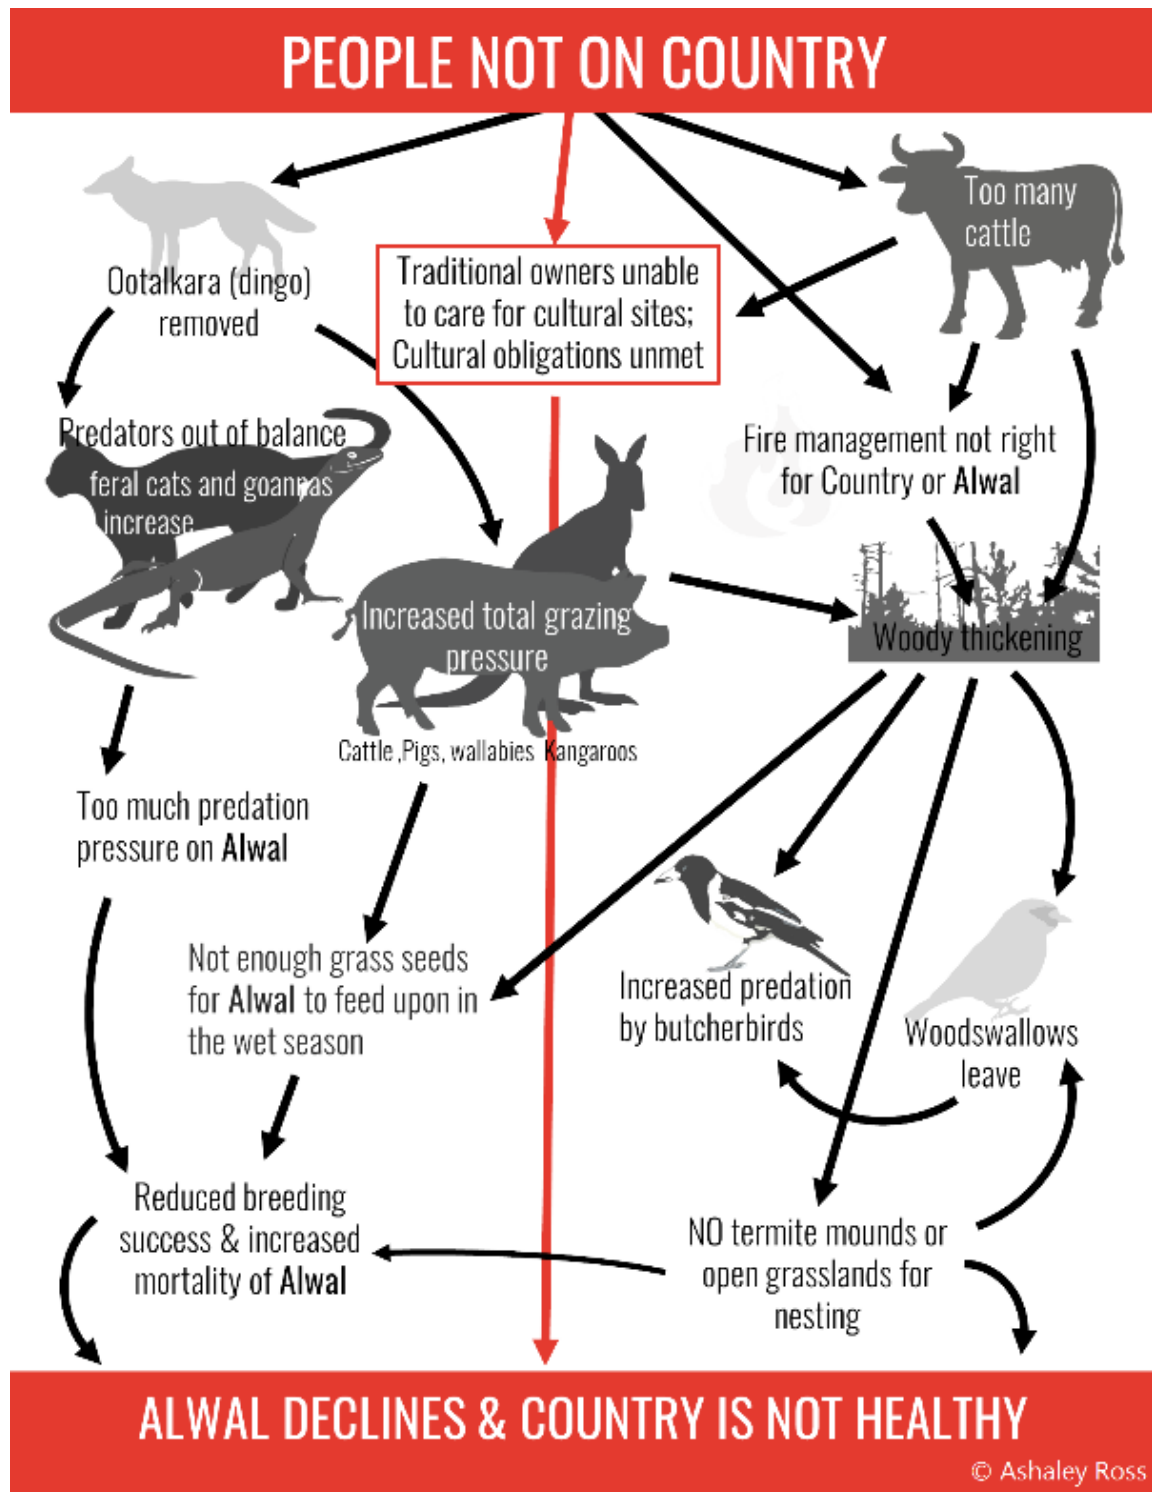 PEOPLE NOT ON COUNTRY
Too many
cattle
Ootalkara (dingo)
removed
Traditional owners unable
to care for cultural sites;
Cultural obligations unmet
Predators out of balance
feral cats and goannas
increase
Fire management not right
for Country or Alwal
Increased total grazing
pressure
Cattle ,Pigs, wallabies Kangaroos
Woody thickening
Too much predation
pressure on Alwal
Not enough grass seeds
for Alwal to feed upon in
the wet season
Increased predation
by butcherbirds
Woodswallows
leave
Reduced breeding
success & increased
mortality of Alwal
NO termite mounds or
open grasslands for
nesting
ALWAL DECLINES & COUNTRY IS NOT HEALTHY
© Ashaley Ross